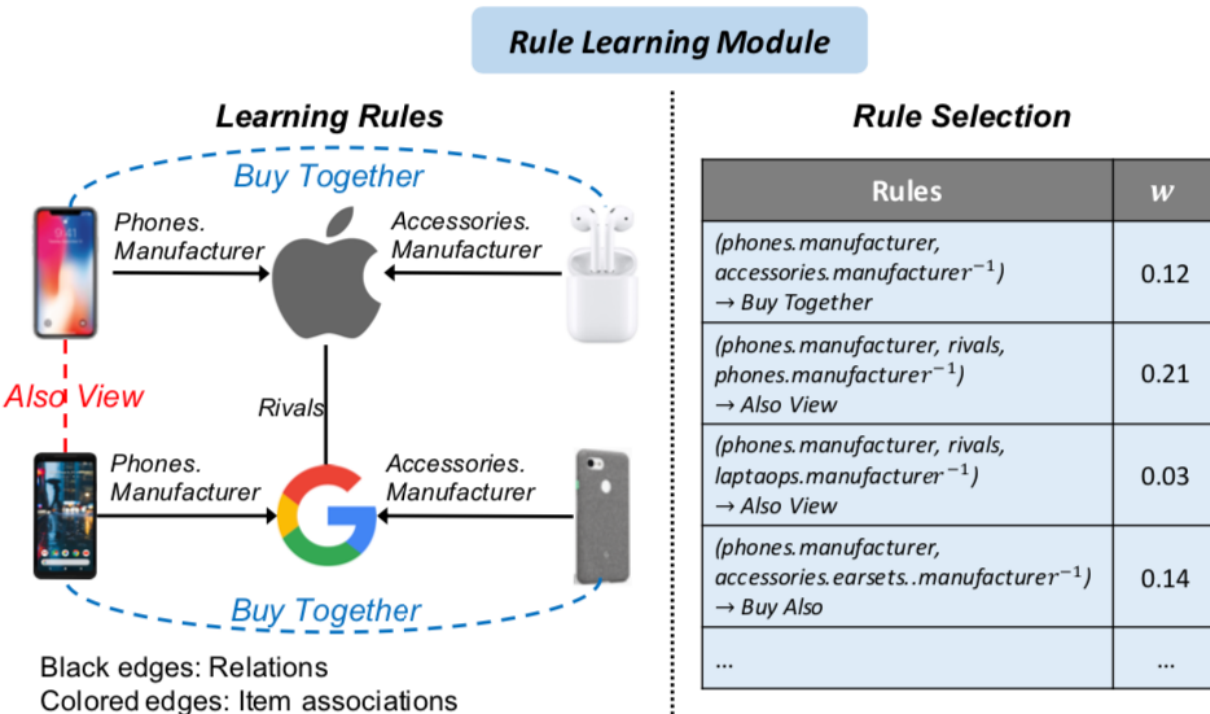 Rule Learning Module
Learning Rules
Buy Together
Phones.
Manufacturer
Accessories.
Manufacturer
Also View
Rivals
Phones.
Manufacturer
Accessories.
Manufacturer
Buy Together
Black edges: Relations
Colored edges: Item associations
Rule Selection
Rules w
(phones.manufacturer,
accessories.manufacturer⁻¹)
→ Buy Together
0.12
(phones.manufacturer, rivals,
phones.manufacturer⁻¹)
→ Also View
0.21
(phones.manufacturer, rivals,
laptaops.manufacturer⁻¹)
→ Also View
0.03
(phones.manufacturer,
accessories.earsets..manufacturer⁻¹)
→ Buy Also
0.14
... ...